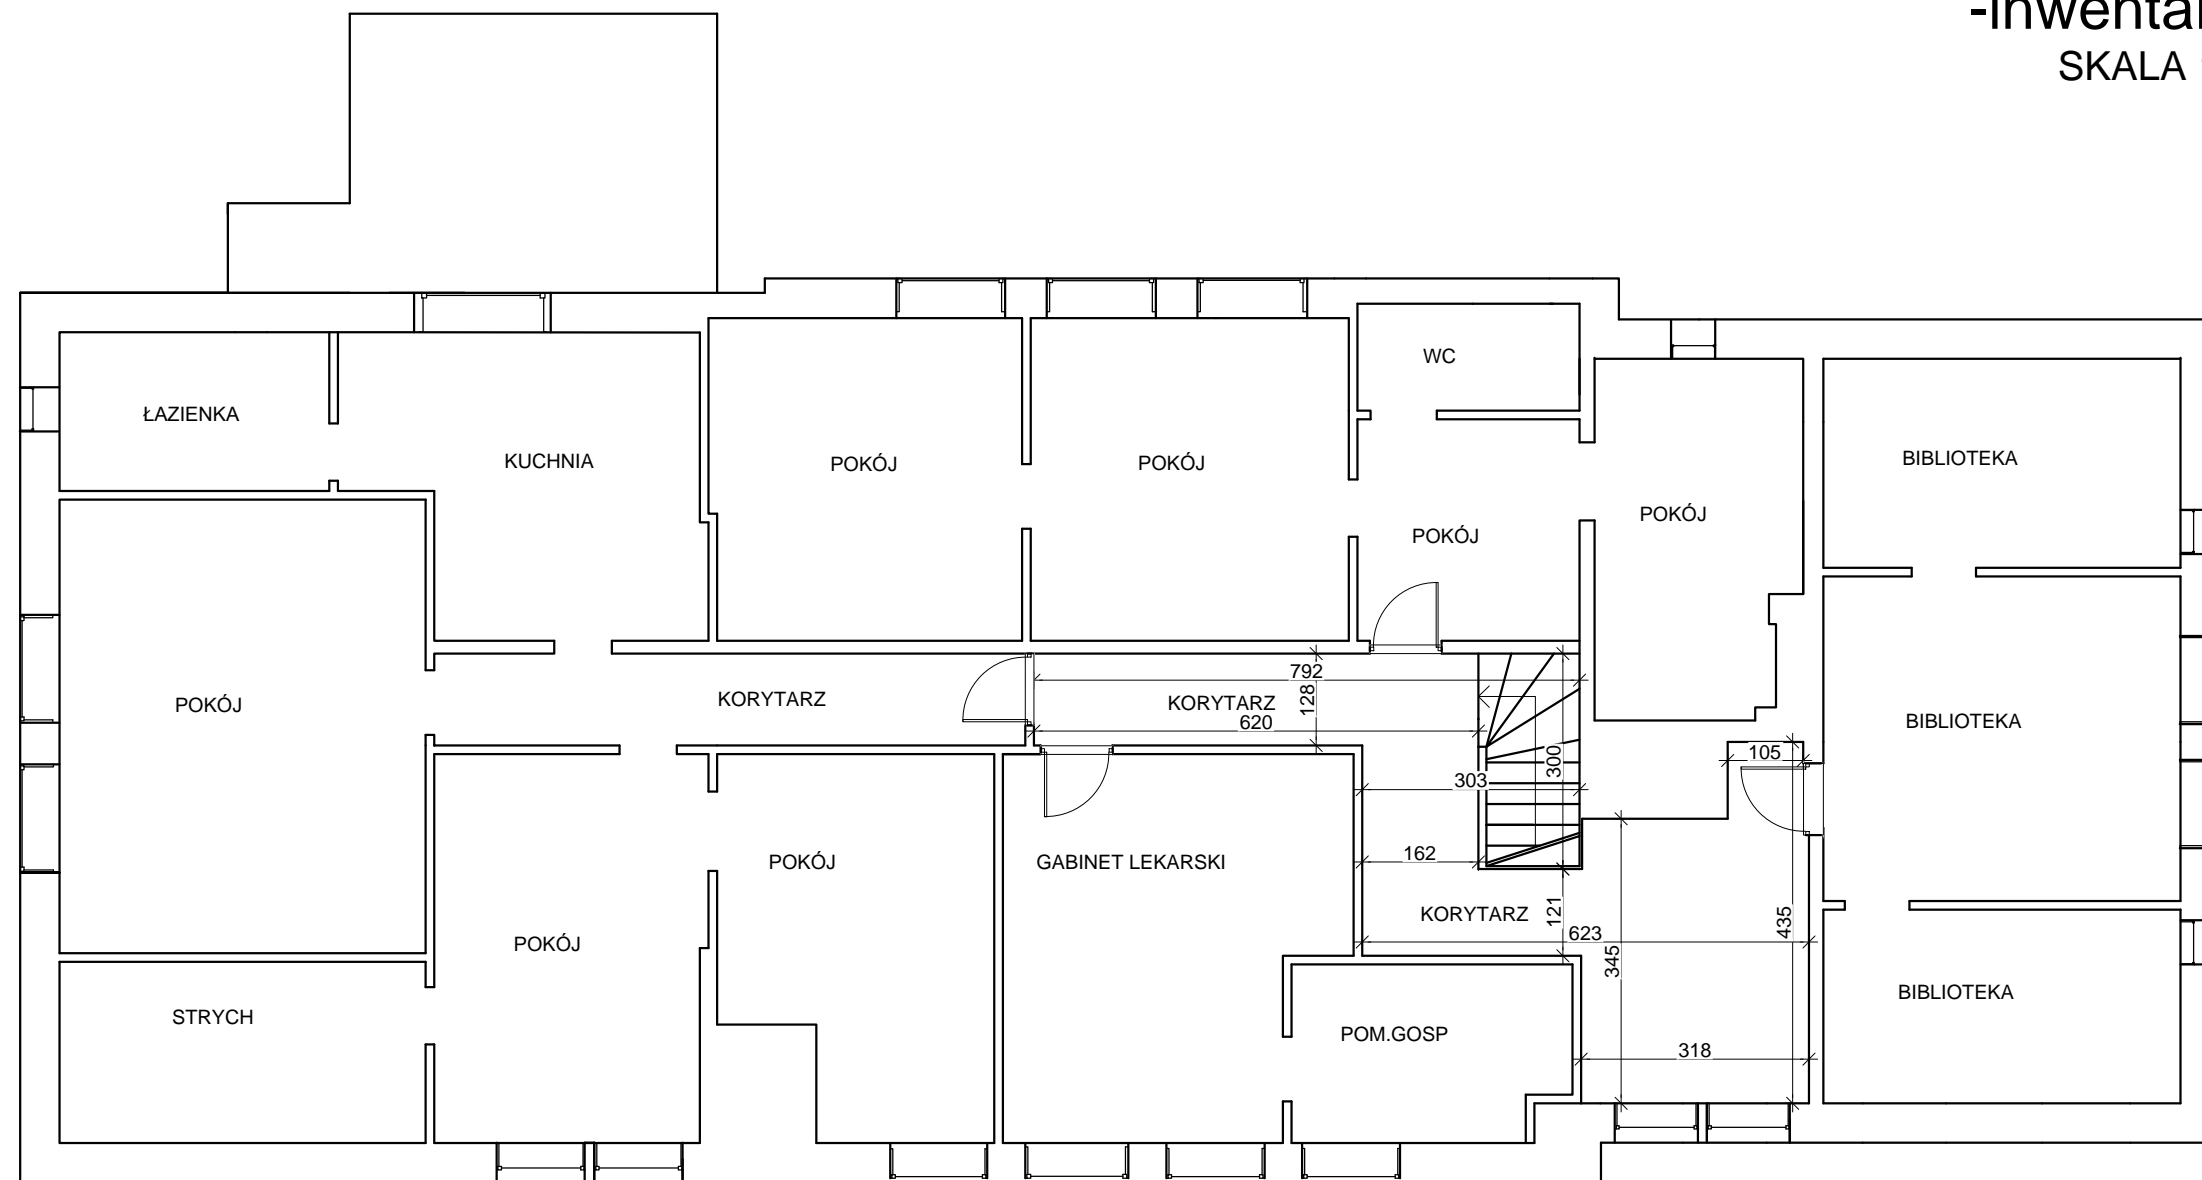 -inwentar
SKALA
WC
ŁAZIENKA
KUCHNIA
POKÓJ
POKÓJ
BIBLIOTEKA
POKÓJ
POKÓJ
792
POKÓJ
KORYTARZ
KORYTARZ
128
620
BIBLIOTEKA
300
105
303
162
POKÓJ
GABINET LEKARSKI
121
KORYTARZ
435
623
POKÓJ
345
BIBLIOTEKA
STRYCH
POM.GOSP
318